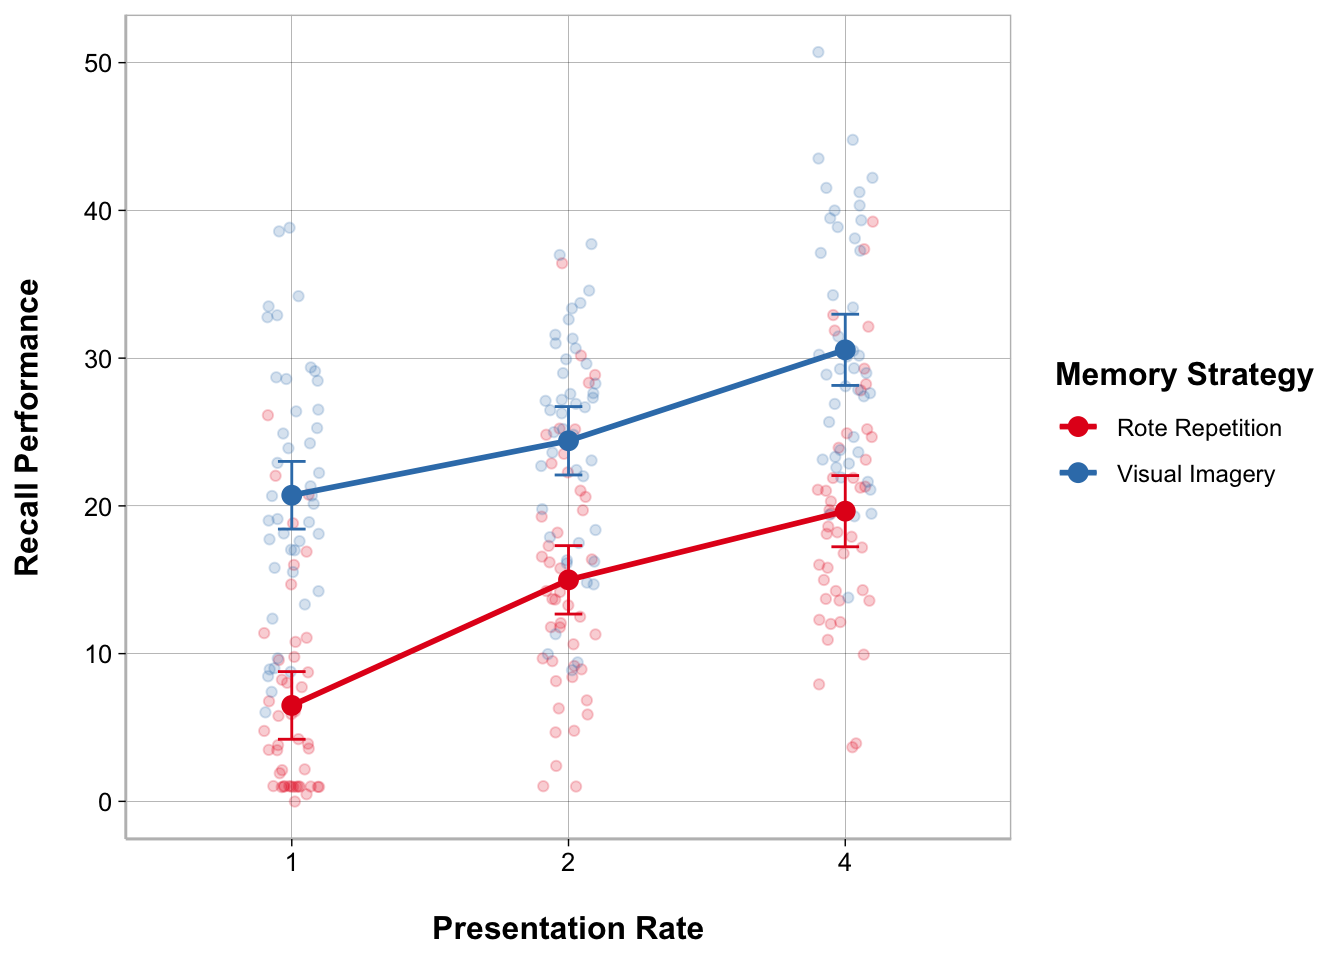 50
40
30
20
10
0
Recall Performance
1 2 4
Presentation Rate
Memory Strategy
Rote Repetition
Visual Imagery